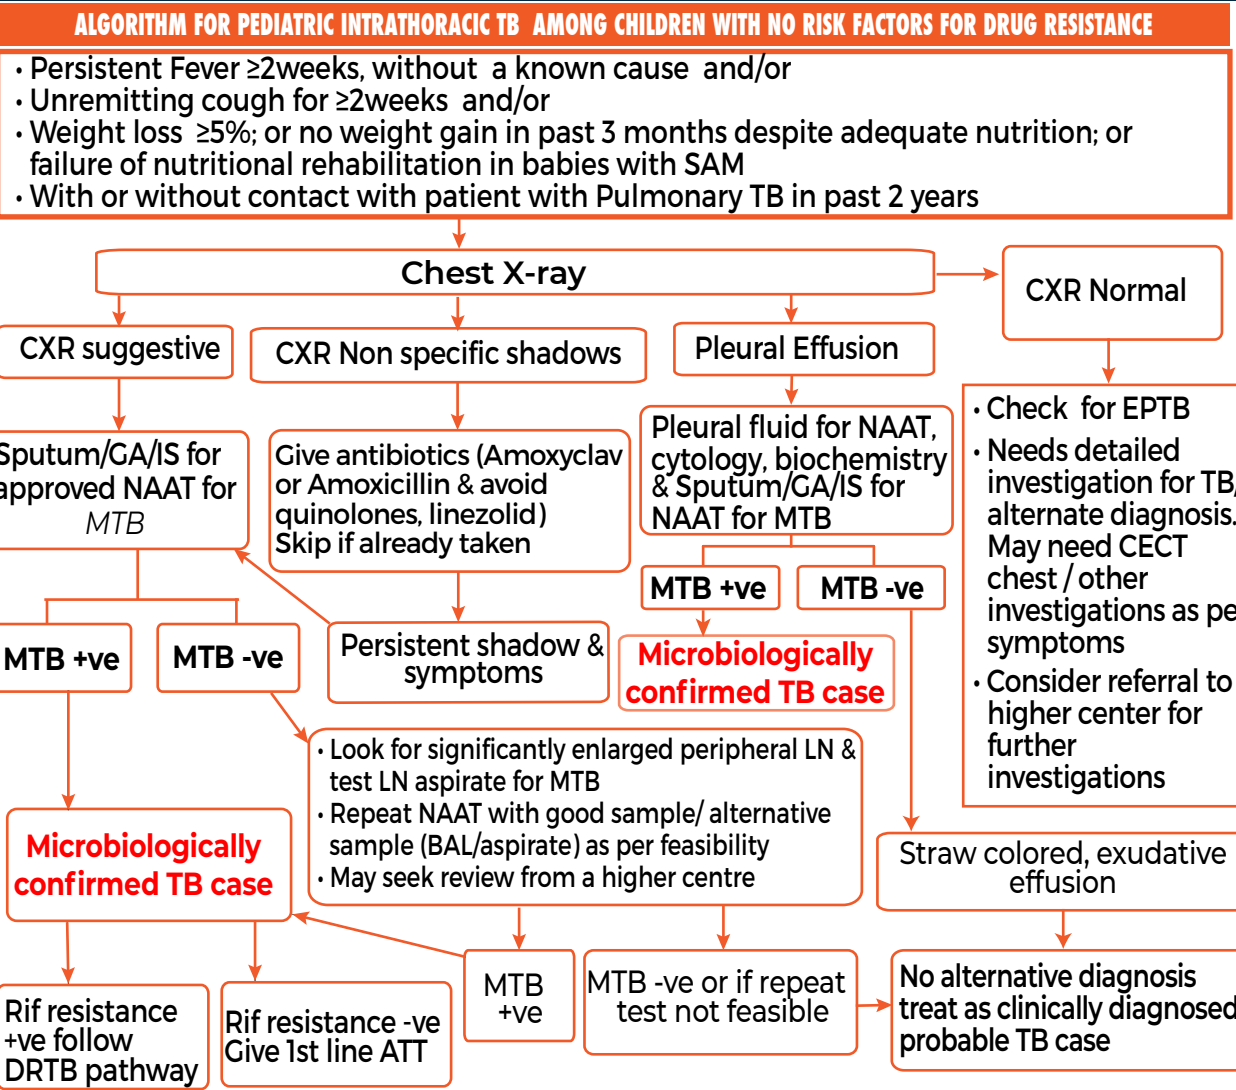 ALGORITHM FOR PEDIATRIC INTRATHORACIC TB AMONG CHILDREN WITH NO RISK FACTORS FOR DRUG RESISTANCE
• Persistent Fever ≥2weeks, without a known cause and/or
• Unremitting cough for ≥2weeks and/or
• Weight loss ≥5%; or no weight gain in past 3 months despite adequate nutrition; or
failure of nutritional rehabilitation in babies with SAM
• With or without contact with patient with Pulmonary TB in past 2 years
Chest X-ray
CXR Normal
CXR suggestive
CXR Non specific shadows
Pleural Effusion
Sputum/GA/IS for
approved NAAT for
MTB
Give antibiotics (Amoxyclav
or Amoxicillin & avoid
quinolones, linezolid)
Skip if already taken
Pleural fluid for NAAT,
cytology, biochemistry
& Sputum/GA/IS for
NAAT for MTB
• Check for EPTB
• Needs detailed
investigation for TB/
alternate diagnosis.
May need CECT
chest / other
investigations as pe
symptoms
• Consider referral to
higher center for
further
investigations
MTB +ve
MTB -ve
Persistent shadow &
symptoms
MTB +ve
MTB -ve
Microbiologically
confirmed TB case
• Look for significantly enlarged peripheral LN &
test LN aspirate for MTB
• Repeat NAAT with good sample/ alternative
sample (BAL/aspirate) as per feasibility
• May seek review from a higher centre
Microbiologically
confirmed TB case
Straw colored, exudative
effusion
Rif resistance
+ve follow
DRTB pathway
Rif resistance -ve
Give 1st line ATT
MTB
+ve
MTB -ve or if repeat
test not feasible
No alternative diagnosis
treat as clinically diagnosed
probable TB case